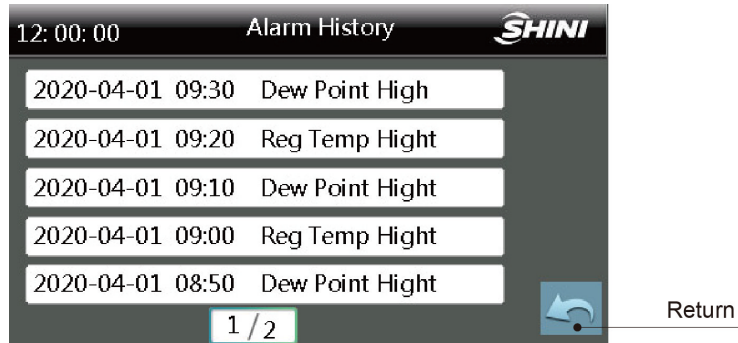 12: 00: 00 Alarm History SHINI
2020-04-01 09:30 Dew Point High
2020-04-01 09:20 Reg Temp Hight
2020-04-01 09:10 Dew Point Hight
2020-04-01 09:00 Reg Temp Hight
2020-04-01 08:50 Dew Point Hight
Return
1/2